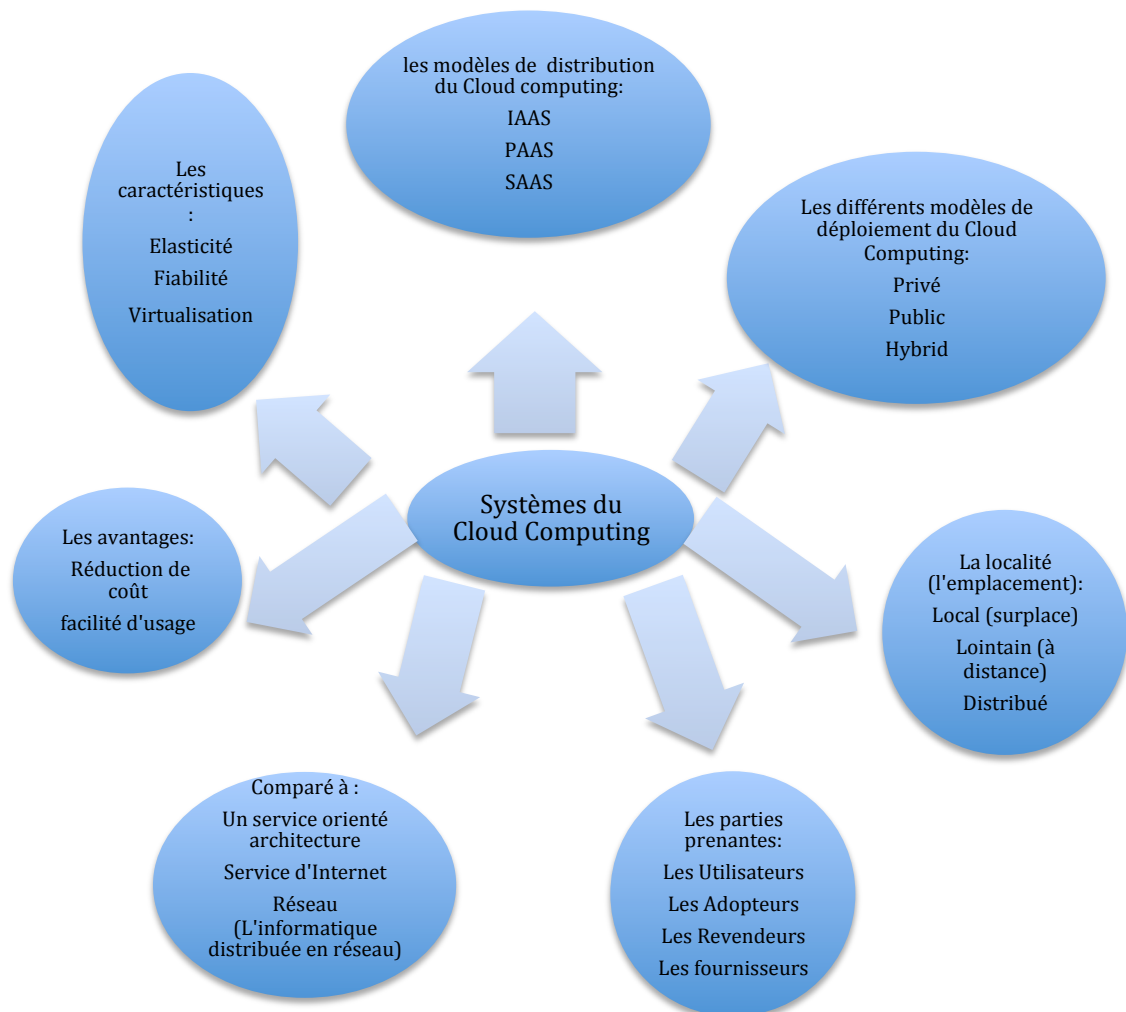 les modèles de distribution
du Cloud computing:
IAAS
PAAS
SAAS
Les
caractéristiques
:
Elasticité
Fiabilité
Virtualisation
Les différents modèles de
déploiement du Cloud
Computing:
Privé
Public
Hybrid
Systèmes du
Cloud Computing
Les avantages:
Réduction de
coût
facilité d'usage
La localité
(l'emplacement):
Local (surplace)
Lointain (à
distance)
Distribué
Comparé à :
Un service orienté
architecture
Service d'Internet
Réseau
(L'informatique
distribuée en réseau)
Les parties
prenantes:
Les Utilisateurs
Les Adopteurs
Les Revendeurs
Les fournisseurs